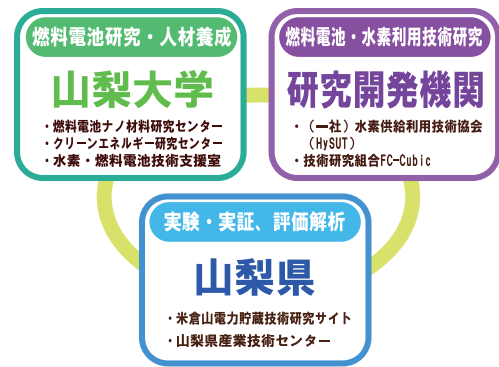 燃料電池研究・人材養成
山梨大学
・燃料電池ナノ材料研究センター
・クリーンエネルギー研究センター
・水素・燃料電池技術支援室
燃料電池・水素利用技術研究
研究開発機関
・（一社）水素供給利用技術協会
（HySUT）
・技術研究組合FC-Cubic
実験・実証、評価解析
山梨県
・米倉山電力貯蔵技術研究サイト
・山梨県産業技術センター